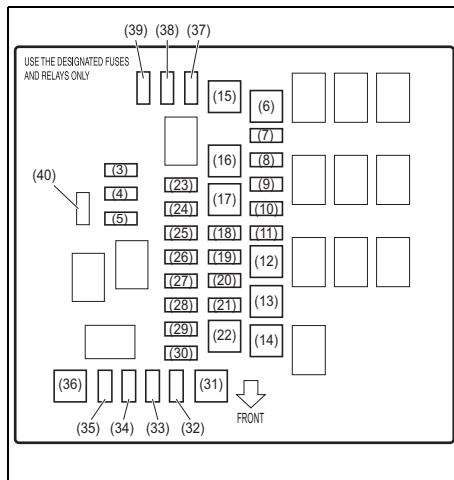 (39) (38) (37)
USE THE DESIGNATED FUSES
AND RELAYS ONLY
(15) (6)
(7)
(16) (8)
(3)
(40) (23) (9)
(4) (17)
(24) (10)
(5)
(25) (18) (11)
(26) (19) (12)
(27) (20)
(28) (21) (13)
(29) (22) (14)
(30)
(36) (31)
FRONT
(35) (34) (33) (32)